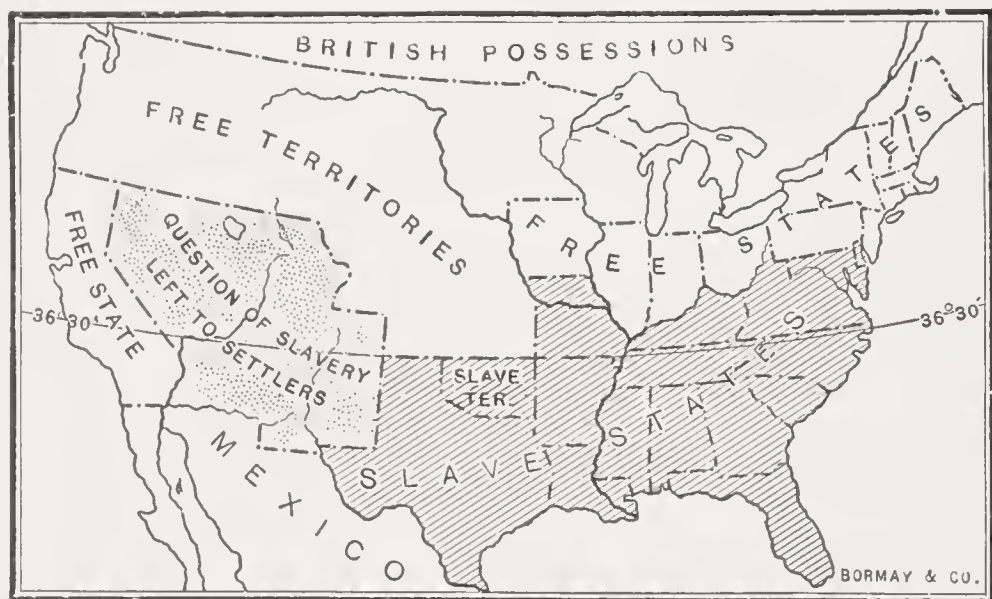 BRITISH POSSESSIONS
FREE TERRITORIES
FREE STATES
FREE STATE
QUESTION OF SLAVERY
LEFT TO SETTLERS
36°30'
36°30'
SLAVE
TER.
SLAVE STATES
MEXICO
BORMAY & CO.